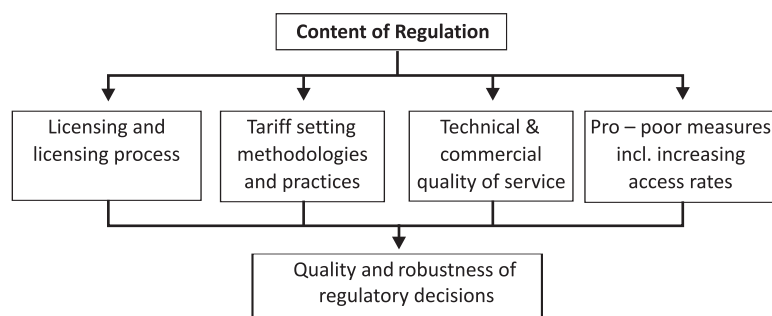 Content of Regulation
Licensing and
licensing process
Tariff setting
methodologies
and practices
Technical &
commercial
quality of service
Pro – poor measures
incl. increasing
access rates
Quality and robustness of
regulatory decisions